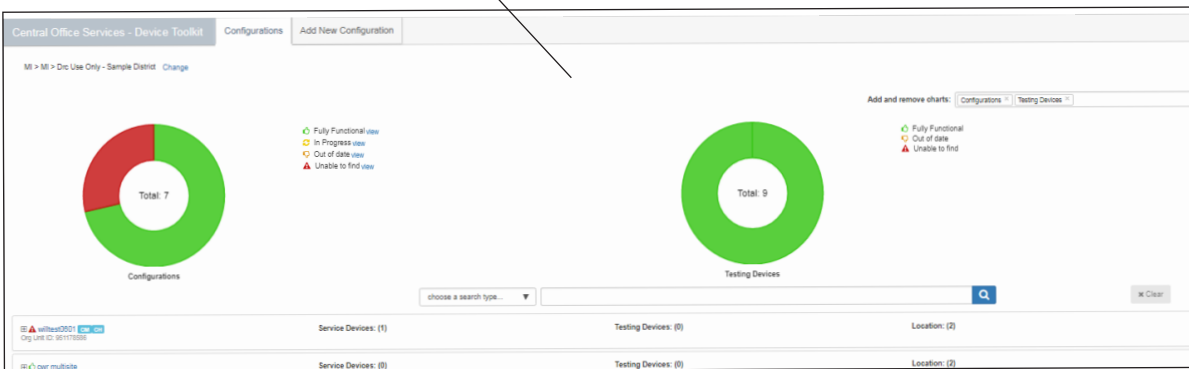 Central Office Services - Device Toolkit Configurations Add New Configuration
MI > MI > Drc Use Only - Sample District Change
Add and remove charts: Configurations × Testing Devices ×
Fully Functional view
In Progress view
Out of date view
Unable to find view
Total: 7
Configurations
Fully Functional
Out of date
Unable to find
Total: 9
Testing Devices
choose a search type... ▼
× Clear
willtest0501 CM CH Service Devices: (1) Testing Devices: (0) Location: (2)
Org Unit ID: 951178586
pwr multisite Service Devices: (0) Testing Devices: (0) Location: (2)